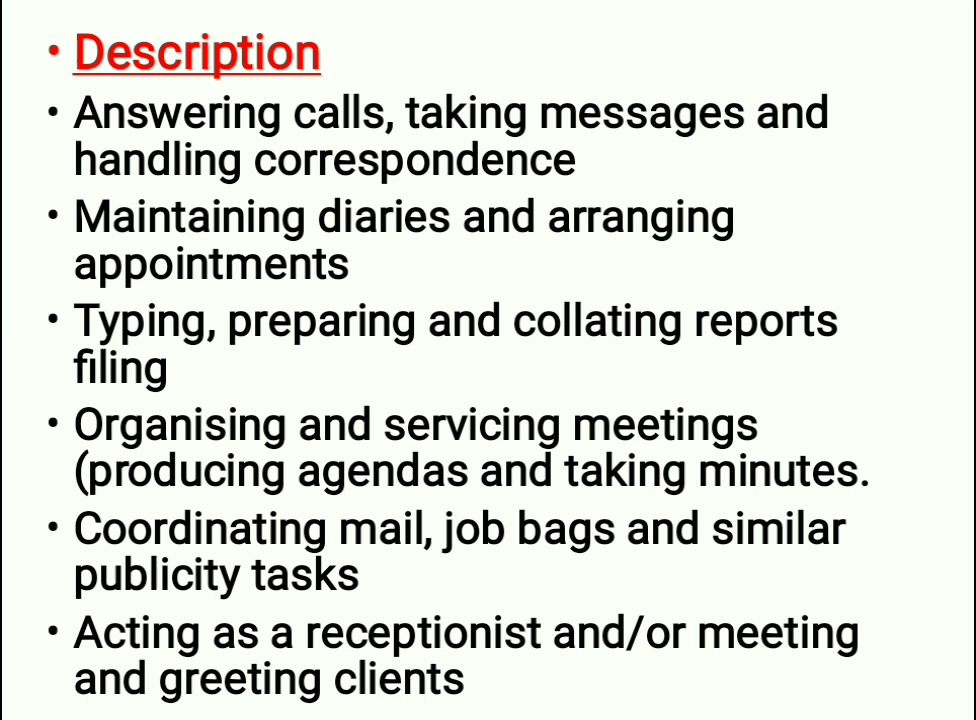 • Description
• Answering calls, taking messages and
handling correspondence
• Maintaining diaries and arranging
appointments
• Typing, preparing and collating reports
filing
• Organising and servicing meetings
(producing agendas and taking minutes.
• Coordinating mail, job bags and similar
publicity tasks
• Acting as a receptionist and/or meeting
and greeting clients